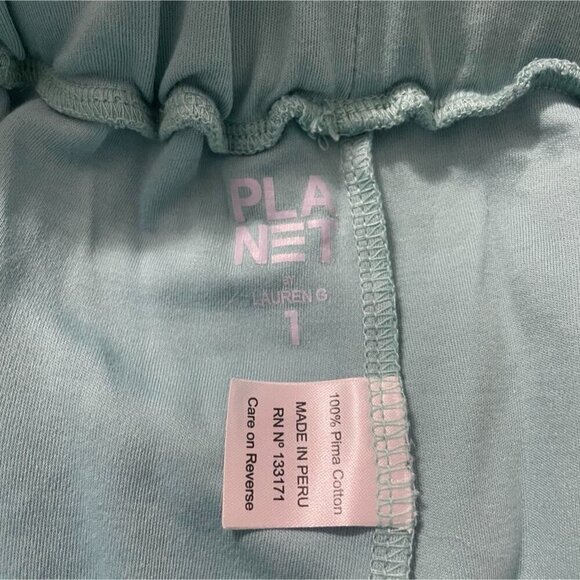 PLA
NET
BY
LAUREN G
1
100% Pima Cotton
MADE IN PERU
RN Nº 133171
Care on Reverse